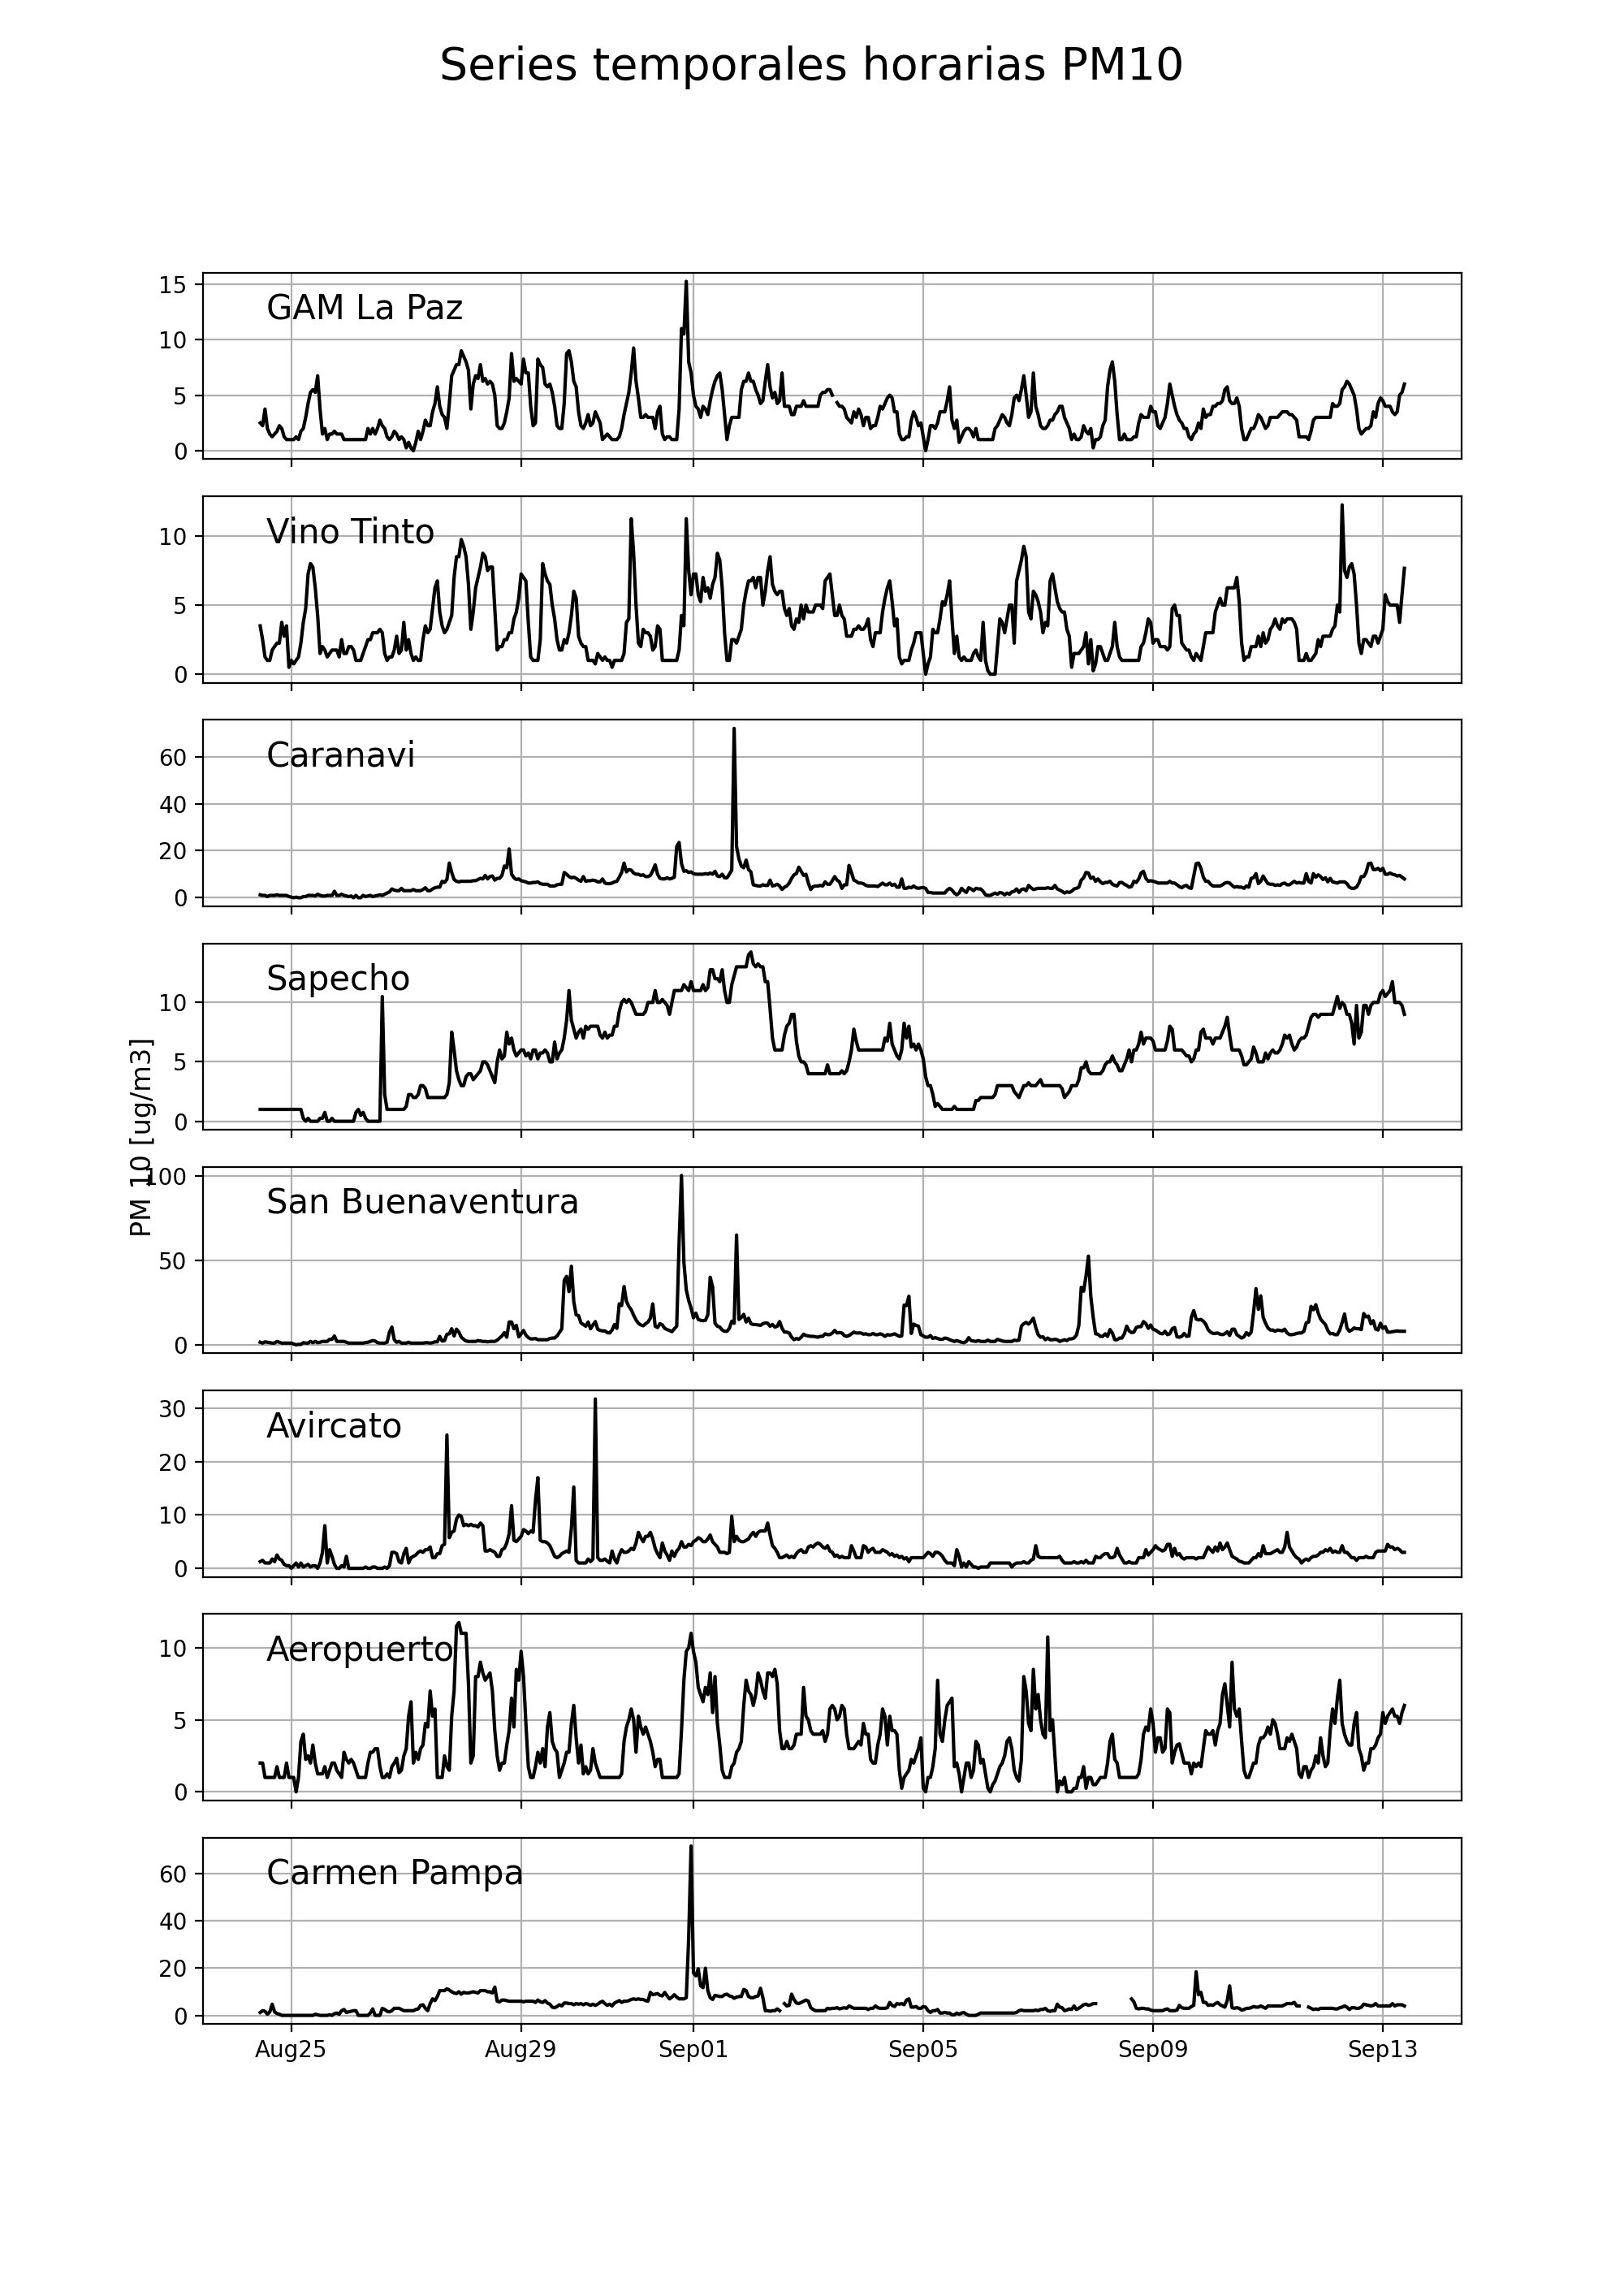 Series temporales horarias PM10
15
10
5
0
GAM La Paz
10
5
0
Vino Tinto
60
40
20
0
Caranavi
10
5
0
Sapecho
PM 10 [ug/m3]
100
50
0
San Buenaventura
30
20
10
0
Avircato
10
5
0
Aeropuerto
60
40
20
0
Carmen Pampa
Aug25 Aug29 Sep01 Sep05 Sep09 Sep13